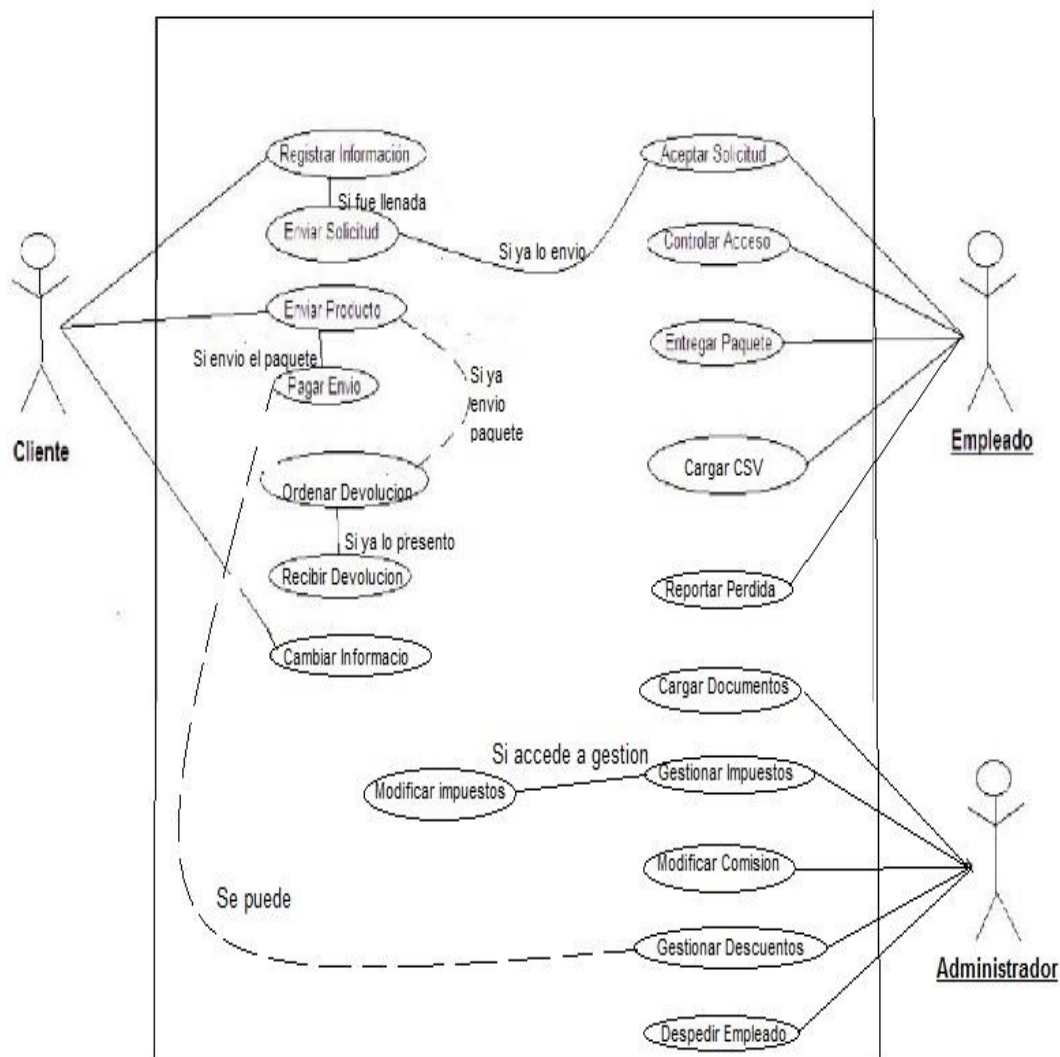 Registrar Información
Aceptar Solicitud
Si fue llenada
Enviar Solicitud
Si ya lo envio
Controlar Acceso
Enviar Producto
Entregar Paquete
Si envio el paquete
Pagar Envio
Si ya
envio
paquete
Cliente
Empleado
Cargar CSV
Ordenar Devolucion
Si ya lo presento
Recibir Devolucion
Reportar Perdida
Cambiar Informacio
Cargar Documentos
Si accede a gestion
Gestionar Impuestos
Modificar impuestos
Modificar Comision
Se puede
Gestionar Descuentos
Administrador
Despedir Empleado